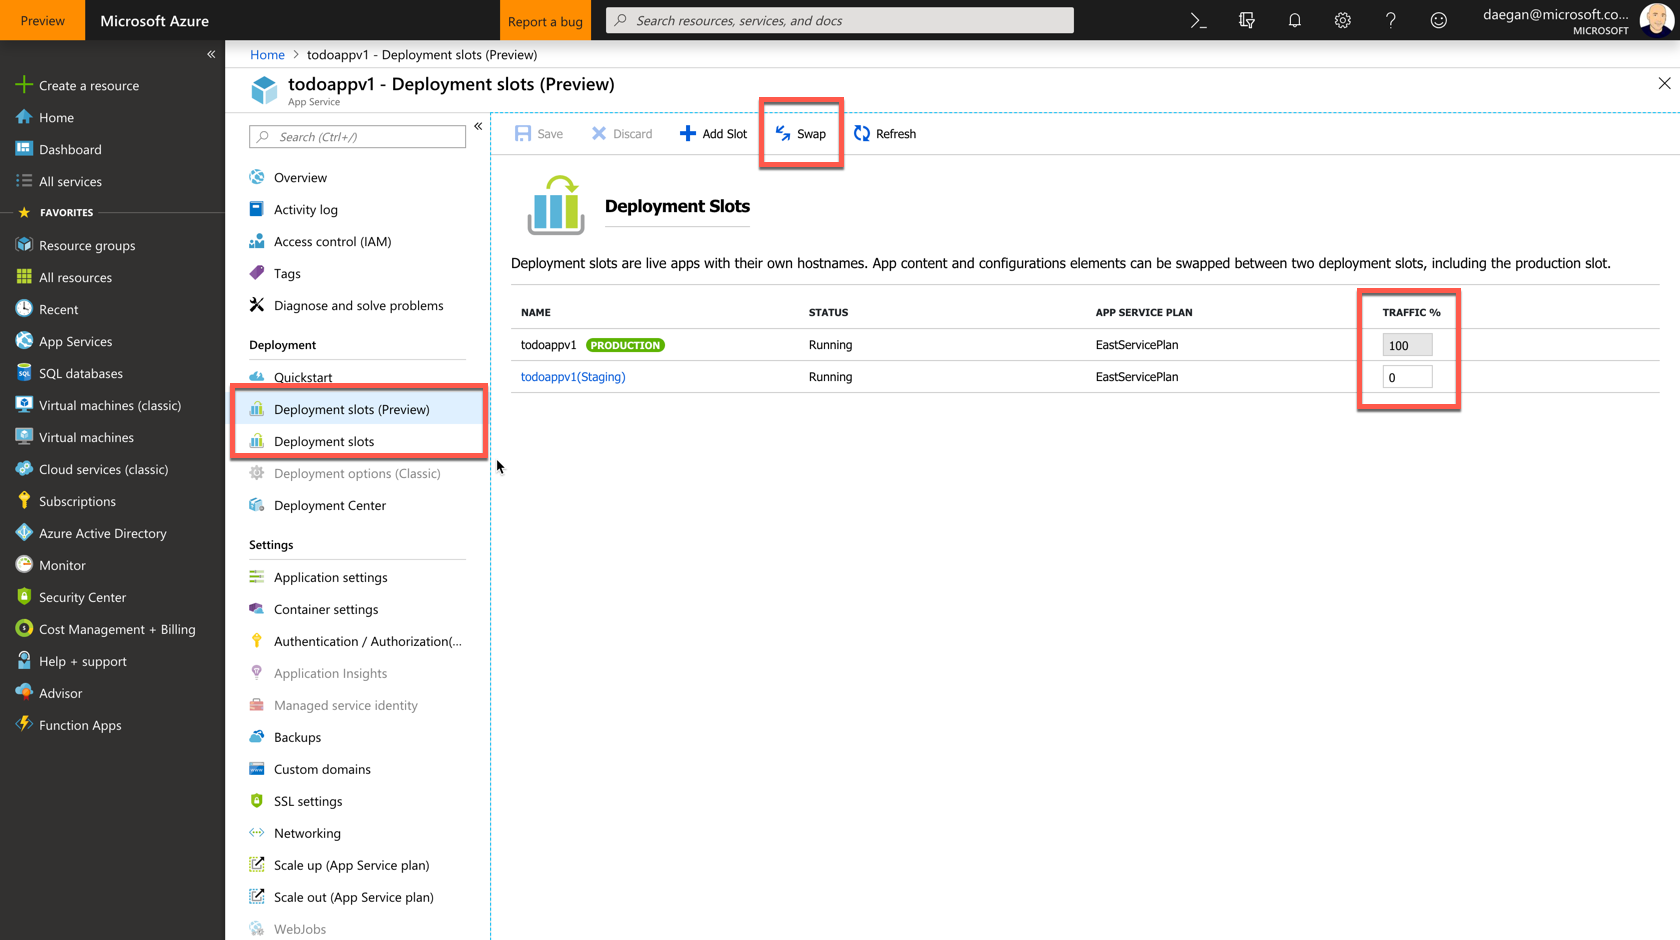 Preview
Microsoft Azure
Report a bug
Search resources, services, and docs
daegan@microsoft.co...
MICROSOFT
Create a resource
Home
Dashboard
All services
FAVORITES
Resource groups
All resources
Recent
App Services
SQL databases
Virtual machines (classic)
Virtual machines
Cloud services (classic)
Subscriptions
Azure Active Directory
Monitor
Security Center
Cost Management + Billing
Help + support
Advisor
Function Apps
Home > todoappv1 - Deployment slots (Preview)
todoappv1 - Deployment slots (Preview)
App Service
Search (Ctrl+/)
Overview
Activity log
Access control (IAM)
Tags
Diagnose and solve problems
Deployment
Quickstart
Deployment slots (Preview)
Deployment slots
Deployment options (Classic)
Deployment Center
Settings
Application settings
Container settings
Authentication / Authorization(...
Application Insights
Managed service identity
Backups
Custom domains
SSL settings
Networking
Scale up (App Service plan)
Scale out (App Service plan)
WebJobs
Save Discard Add Slot Swap Refresh
Deployment Slots
Deployment slots are live apps with their own hostnames. App content and configurations elements can be swapped between two deployment slots, including the production slot.
NAME STATUS APP SERVICE PLAN TRAFFIC %
todoappv1 PRODUCTION Running EastServicePlan 100
todoappv1(Staging) Running EastServicePlan 0